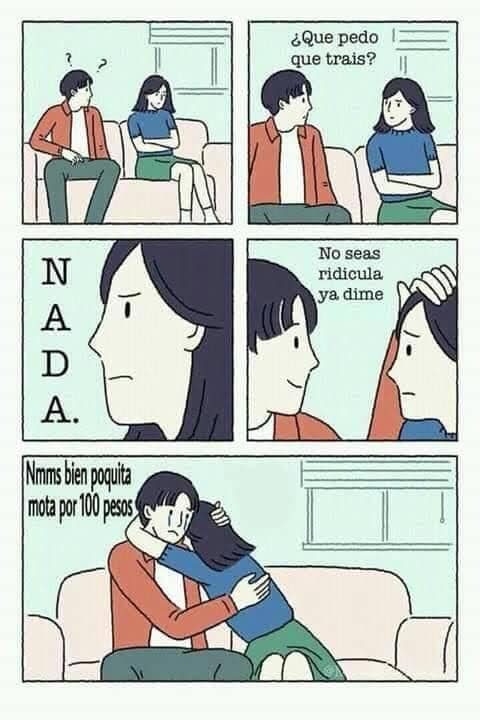 ? ?
¿Que pedo
que trais?
N
A
D
A.
No seas
ridicula
ya dime
Nmms bien poquita
mota por 100 pesos